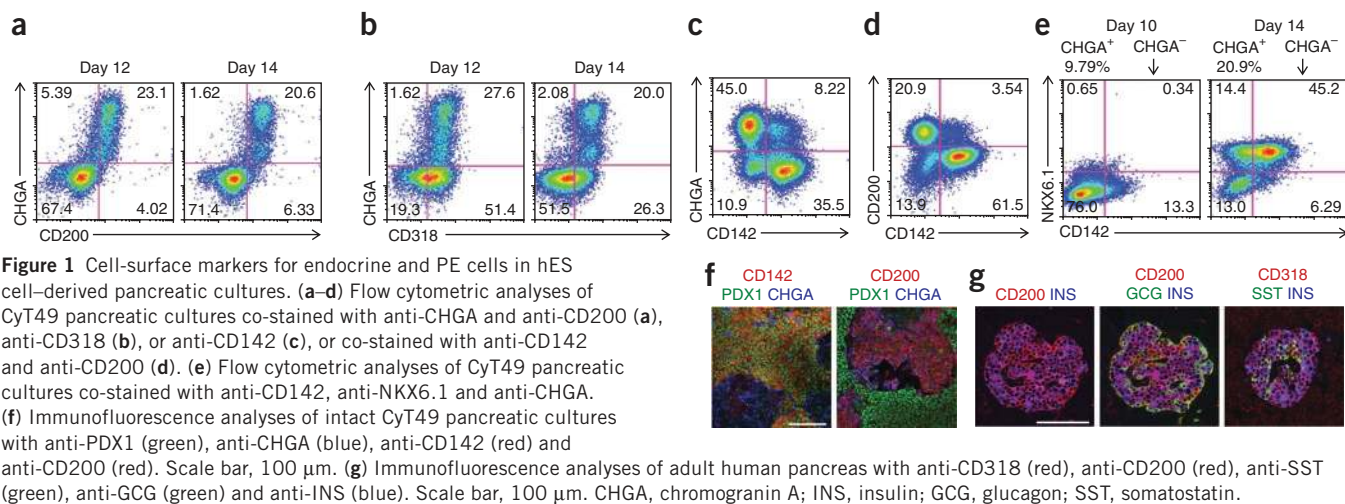 a b c d e
Day 12 Day 14 Day 12 Day 14
Day 10 Day 14
CHGA+ CHGA− CHGA+ CHGA−
9.79% ↓ 20.9% ↓
5.39 23.1 1.62 20.6
67.4 4.02 71.4 6.33
CHGA
CD200
1.62 27.6 2.08 20.0
19.3 51.4 51.5 26.3
CHGA
CD318
45.0 8.22
10.9 35.5
CHGA
CD142
20.9 3.54
13.9 61.5
CD200
CD142
0.65 0.34 14.4 45.2
76.0 13.3 13.0 6.29
NKX6.1
CD142
Figure 1 Cell-surface markers for endocrine and PE cells in hES
cell–derived pancreatic cultures. (a–d) Flow cytometric analyses of
CyT49 pancreatic cultures co-stained with anti-CHGA and anti-CD200 (a),
anti-CD318 (b), or anti-CD142 (c), or co-stained with anti-CD142
and anti-CD200 (d). (e) Flow cytometric analyses of CyT49 pancreatic
cultures co-stained with anti-CD142, anti-NKX6.1 and anti-CHGA.
(f) Immunofluorescence analyses of intact CyT49 pancreatic cultures
with anti-PDX1 (green), anti-CHGA (blue), anti-CD142 (red) and
anti-CD200 (red). Scale bar, 100 μm. (g) Immunofluorescence analyses of adult human pancreas with anti-CD318 (red), anti-CD200 (red), anti-SST
(green), anti-GCG (green) and anti-INS (blue). Scale bar, 100 μm. CHGA, chromogranin A; INS, insulin; GCG, glucagon; SST, somatostatin.
f
CD142 CD200
PDX1 CHGA PDX1 CHGA
g
CD200 INS
CD200
GCG INS
CD318
SST INS